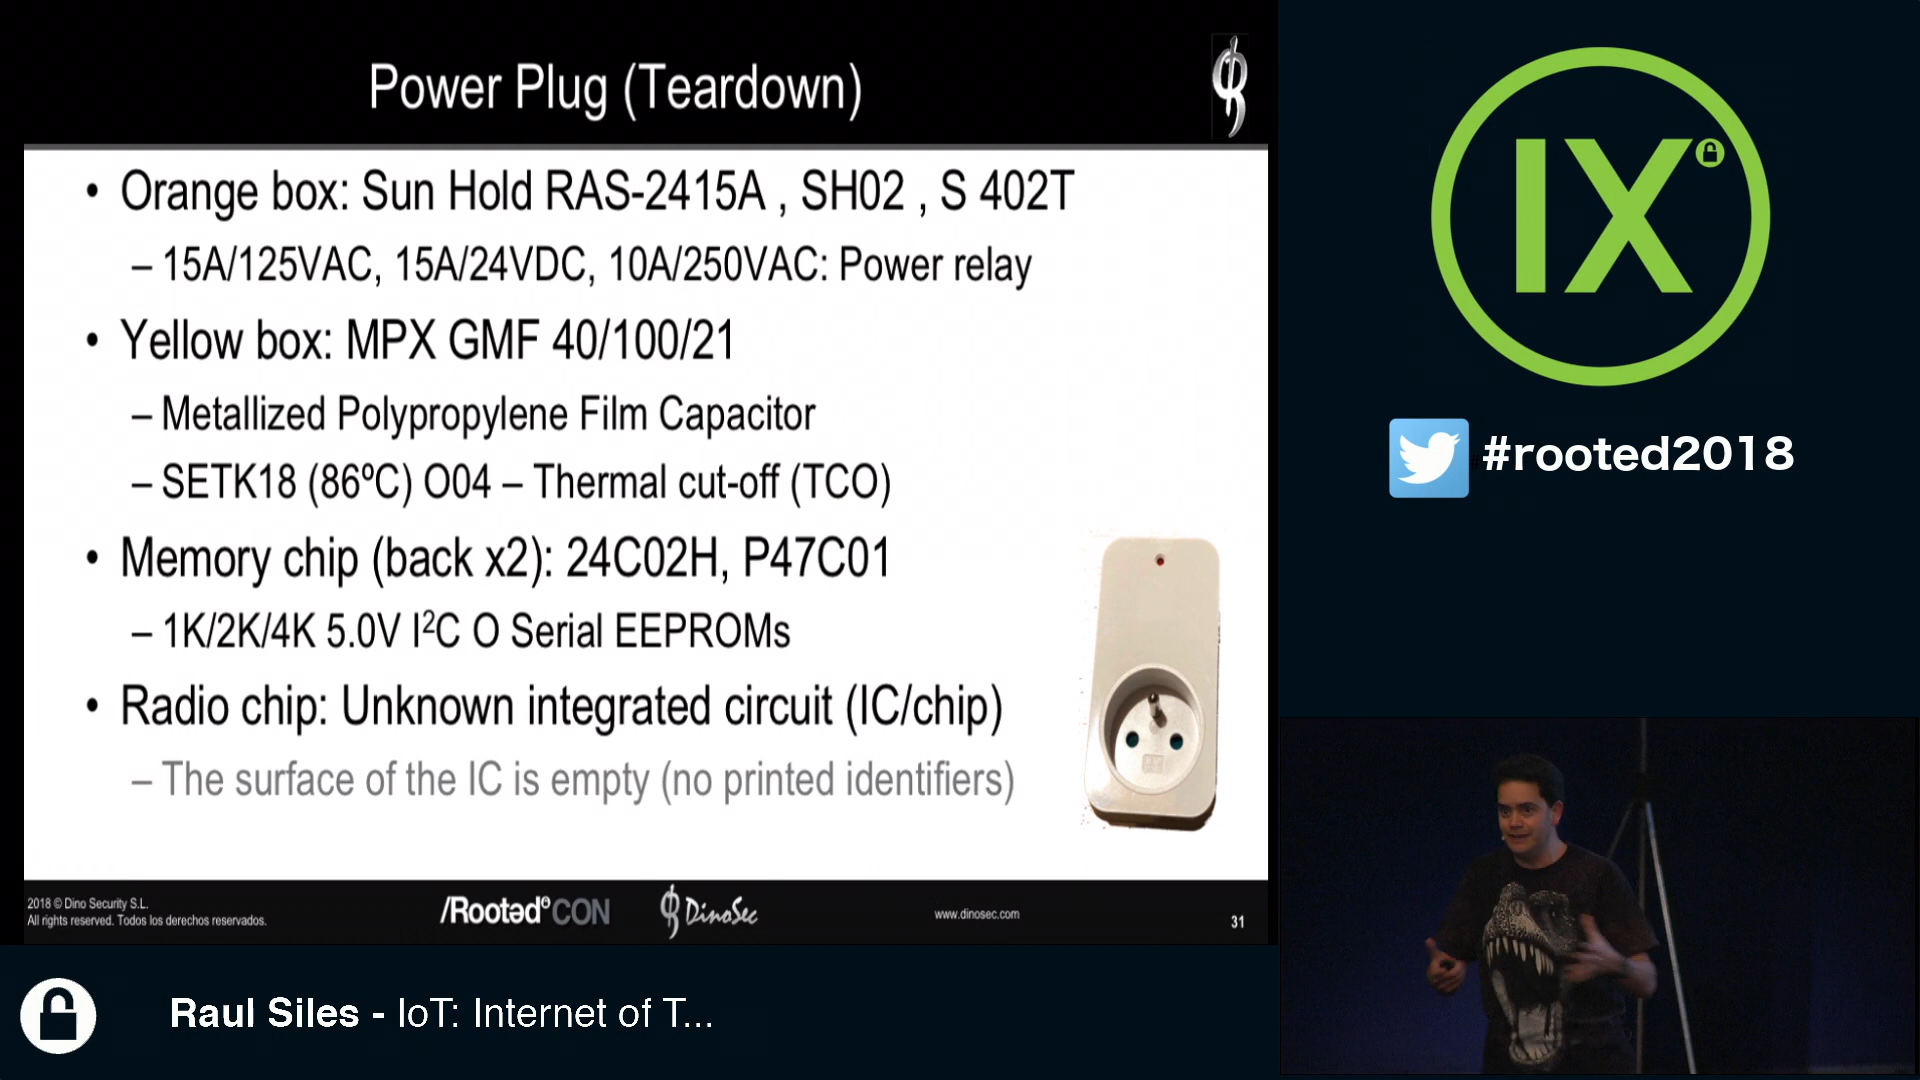 Power Plug (Teardown)
• Orange box: Sun Hold RAS-2415A , SH02 , S 402T
– 15A/125VAC, 15A/24VDC, 10A/250VAC: Power relay
• Yellow box: MPX GMF 40/100/21
– Metallized Polypropylene Film Capacitor
– SETK18 (86ºC) O04 – Thermal cut-off (TCO)
• Memory chip (back x2): 24C02H, P47C01
– 1K/2K/4K 5.0V I²C O Serial EEPROMs
• Radio chip: Unknown integrated circuit (IC/chip)
– The surface of the IC is empty (no printed identifiers)
2018 © Dino Security S.L.
All rights reserved. Todos los derechos reservados.
/Rootəd CON
DinoSec
www.dinosec.com
31
IX
#rooted2018
Raul Siles - IoT: Internet of T...